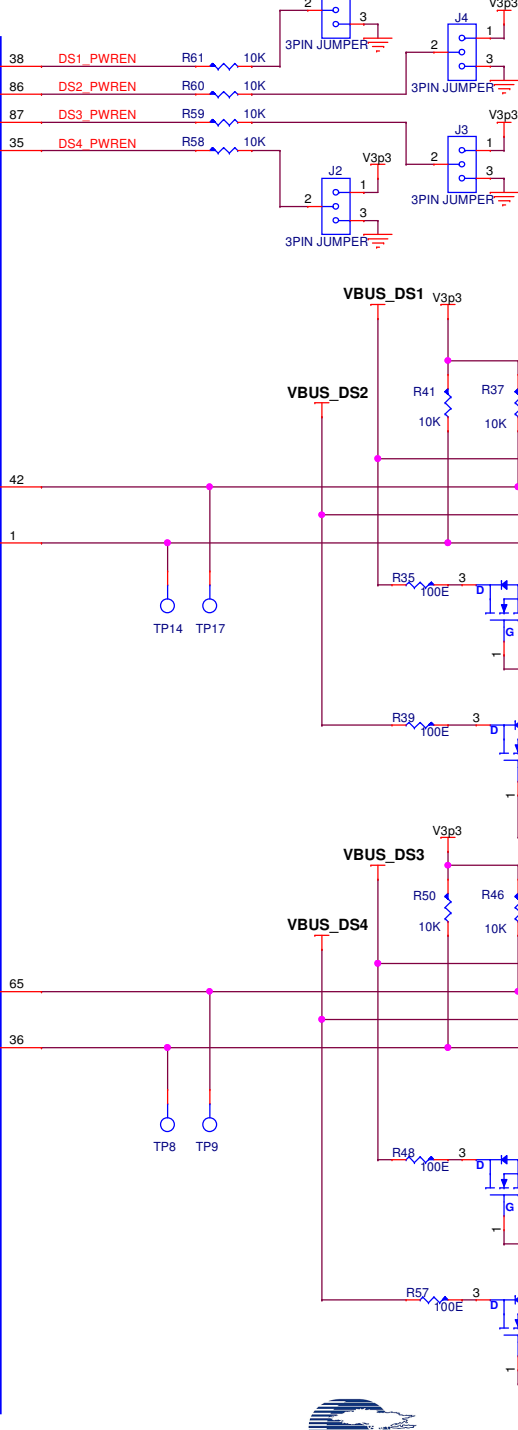 2
3
3PIN JUMPER
V3p3
J4
1
2
3
3PIN JUMPER
38 DS1_PWREN R61 10K
86 DS2_PWREN R60 10K
87 DS3_PWREN R59 10K
35 DS4_PWREN R58 10K
V3p3
J3
1
2
3
3PIN JUMPER
V3p3
J2
1
2
3
3PIN JUMPER
VBUS_DS1 V3p3
VBUS_DS2
R41 R37
10K 10K
42
1
TP14 TP17
R35 100E 3 D
G
1
R39 100E 3 D
1
V3p3
VBUS_DS3
R50 R46
10K 10K
VBUS_DS4
65
36
TP8 TP9
R48 100E 3 D
G
1
R57 100E 3 D
1